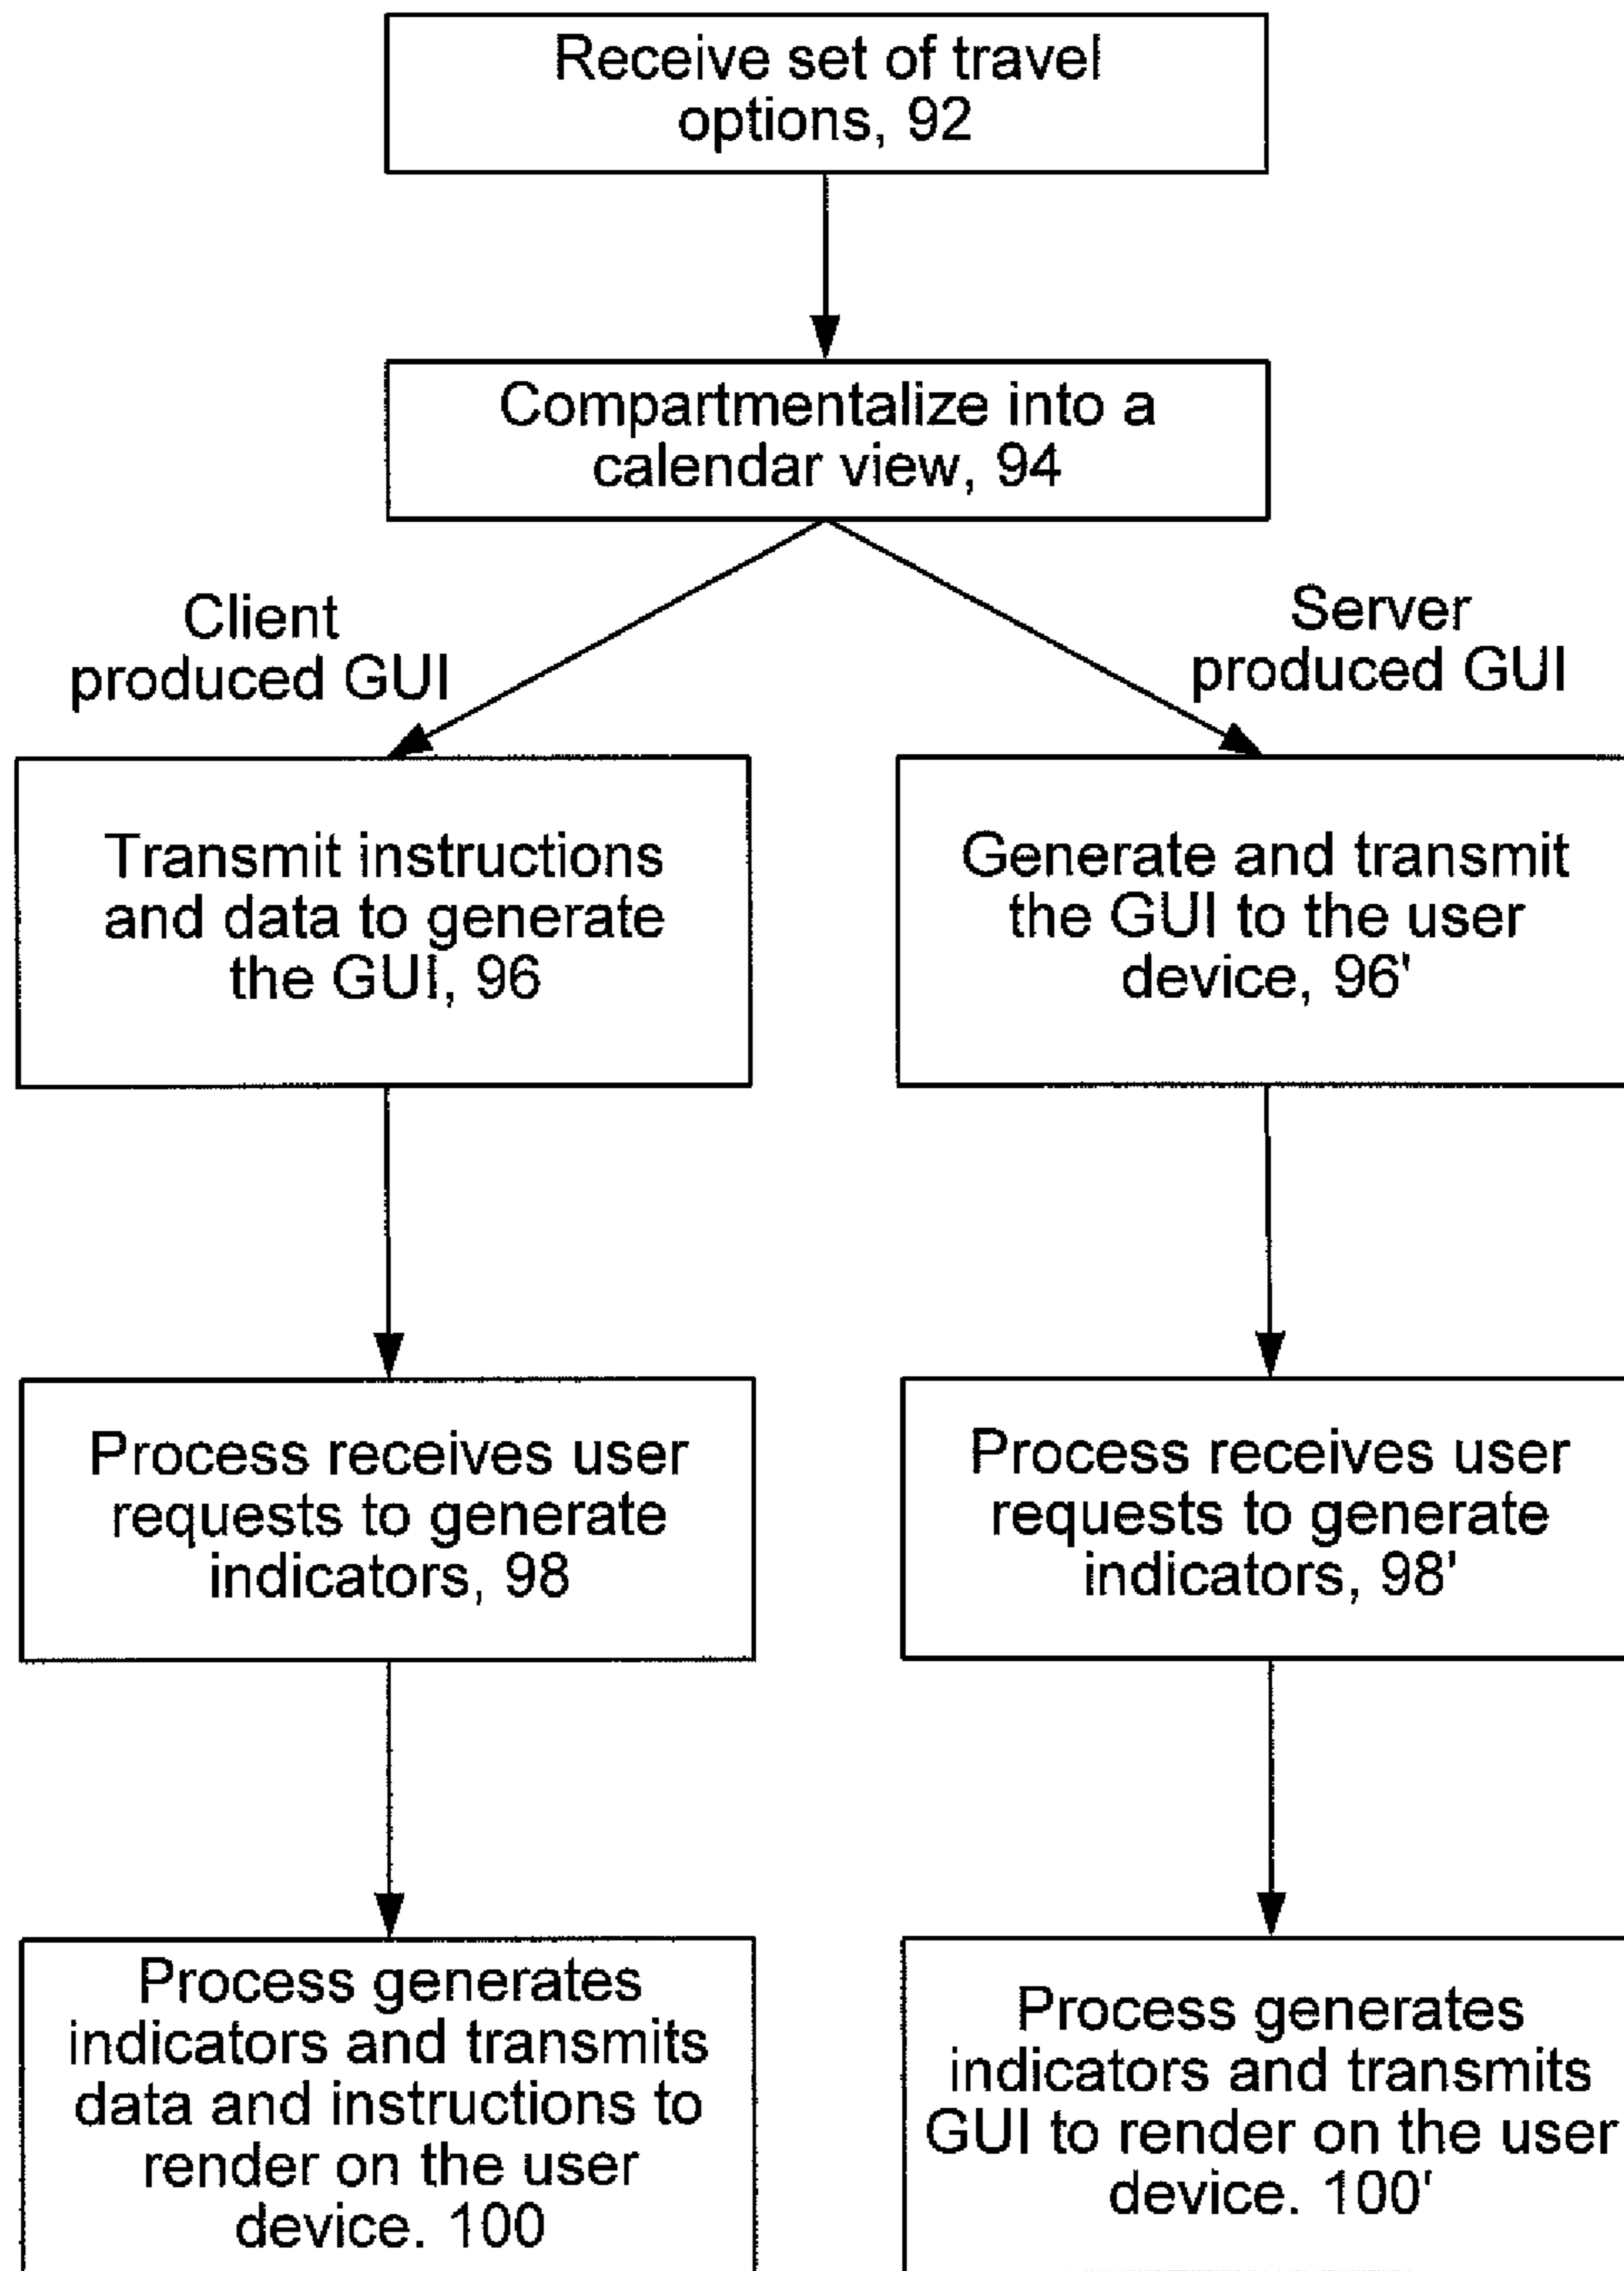 Receive set of travel
options, 92
Compartmentalize into a
calendar view, 94
Client
produced GUI
Server
produced GUI
Transmit instructions
and data to generate
the GUI, 96
Generate and transmit
the GUI to the user
device, 96'
Process receives user
requests to generate
indicators, 98
Process receives user
requests to generate
indicators, 98'
Process generates
indicators and transmits
data and instructions to
render on the user
device. 100
Process generates
indicators and transmits
GUI to render on the user
device. 100'